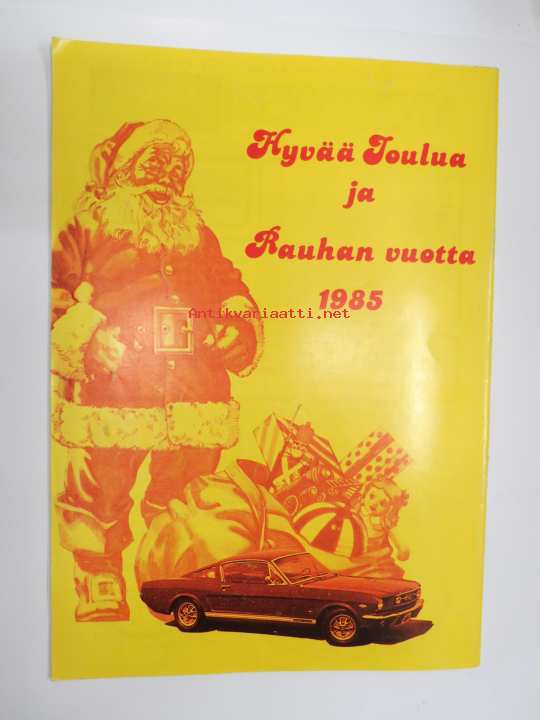 Hyvää Joulua
ja
Rauhan vuotta
1985
Antikvariaatti.net